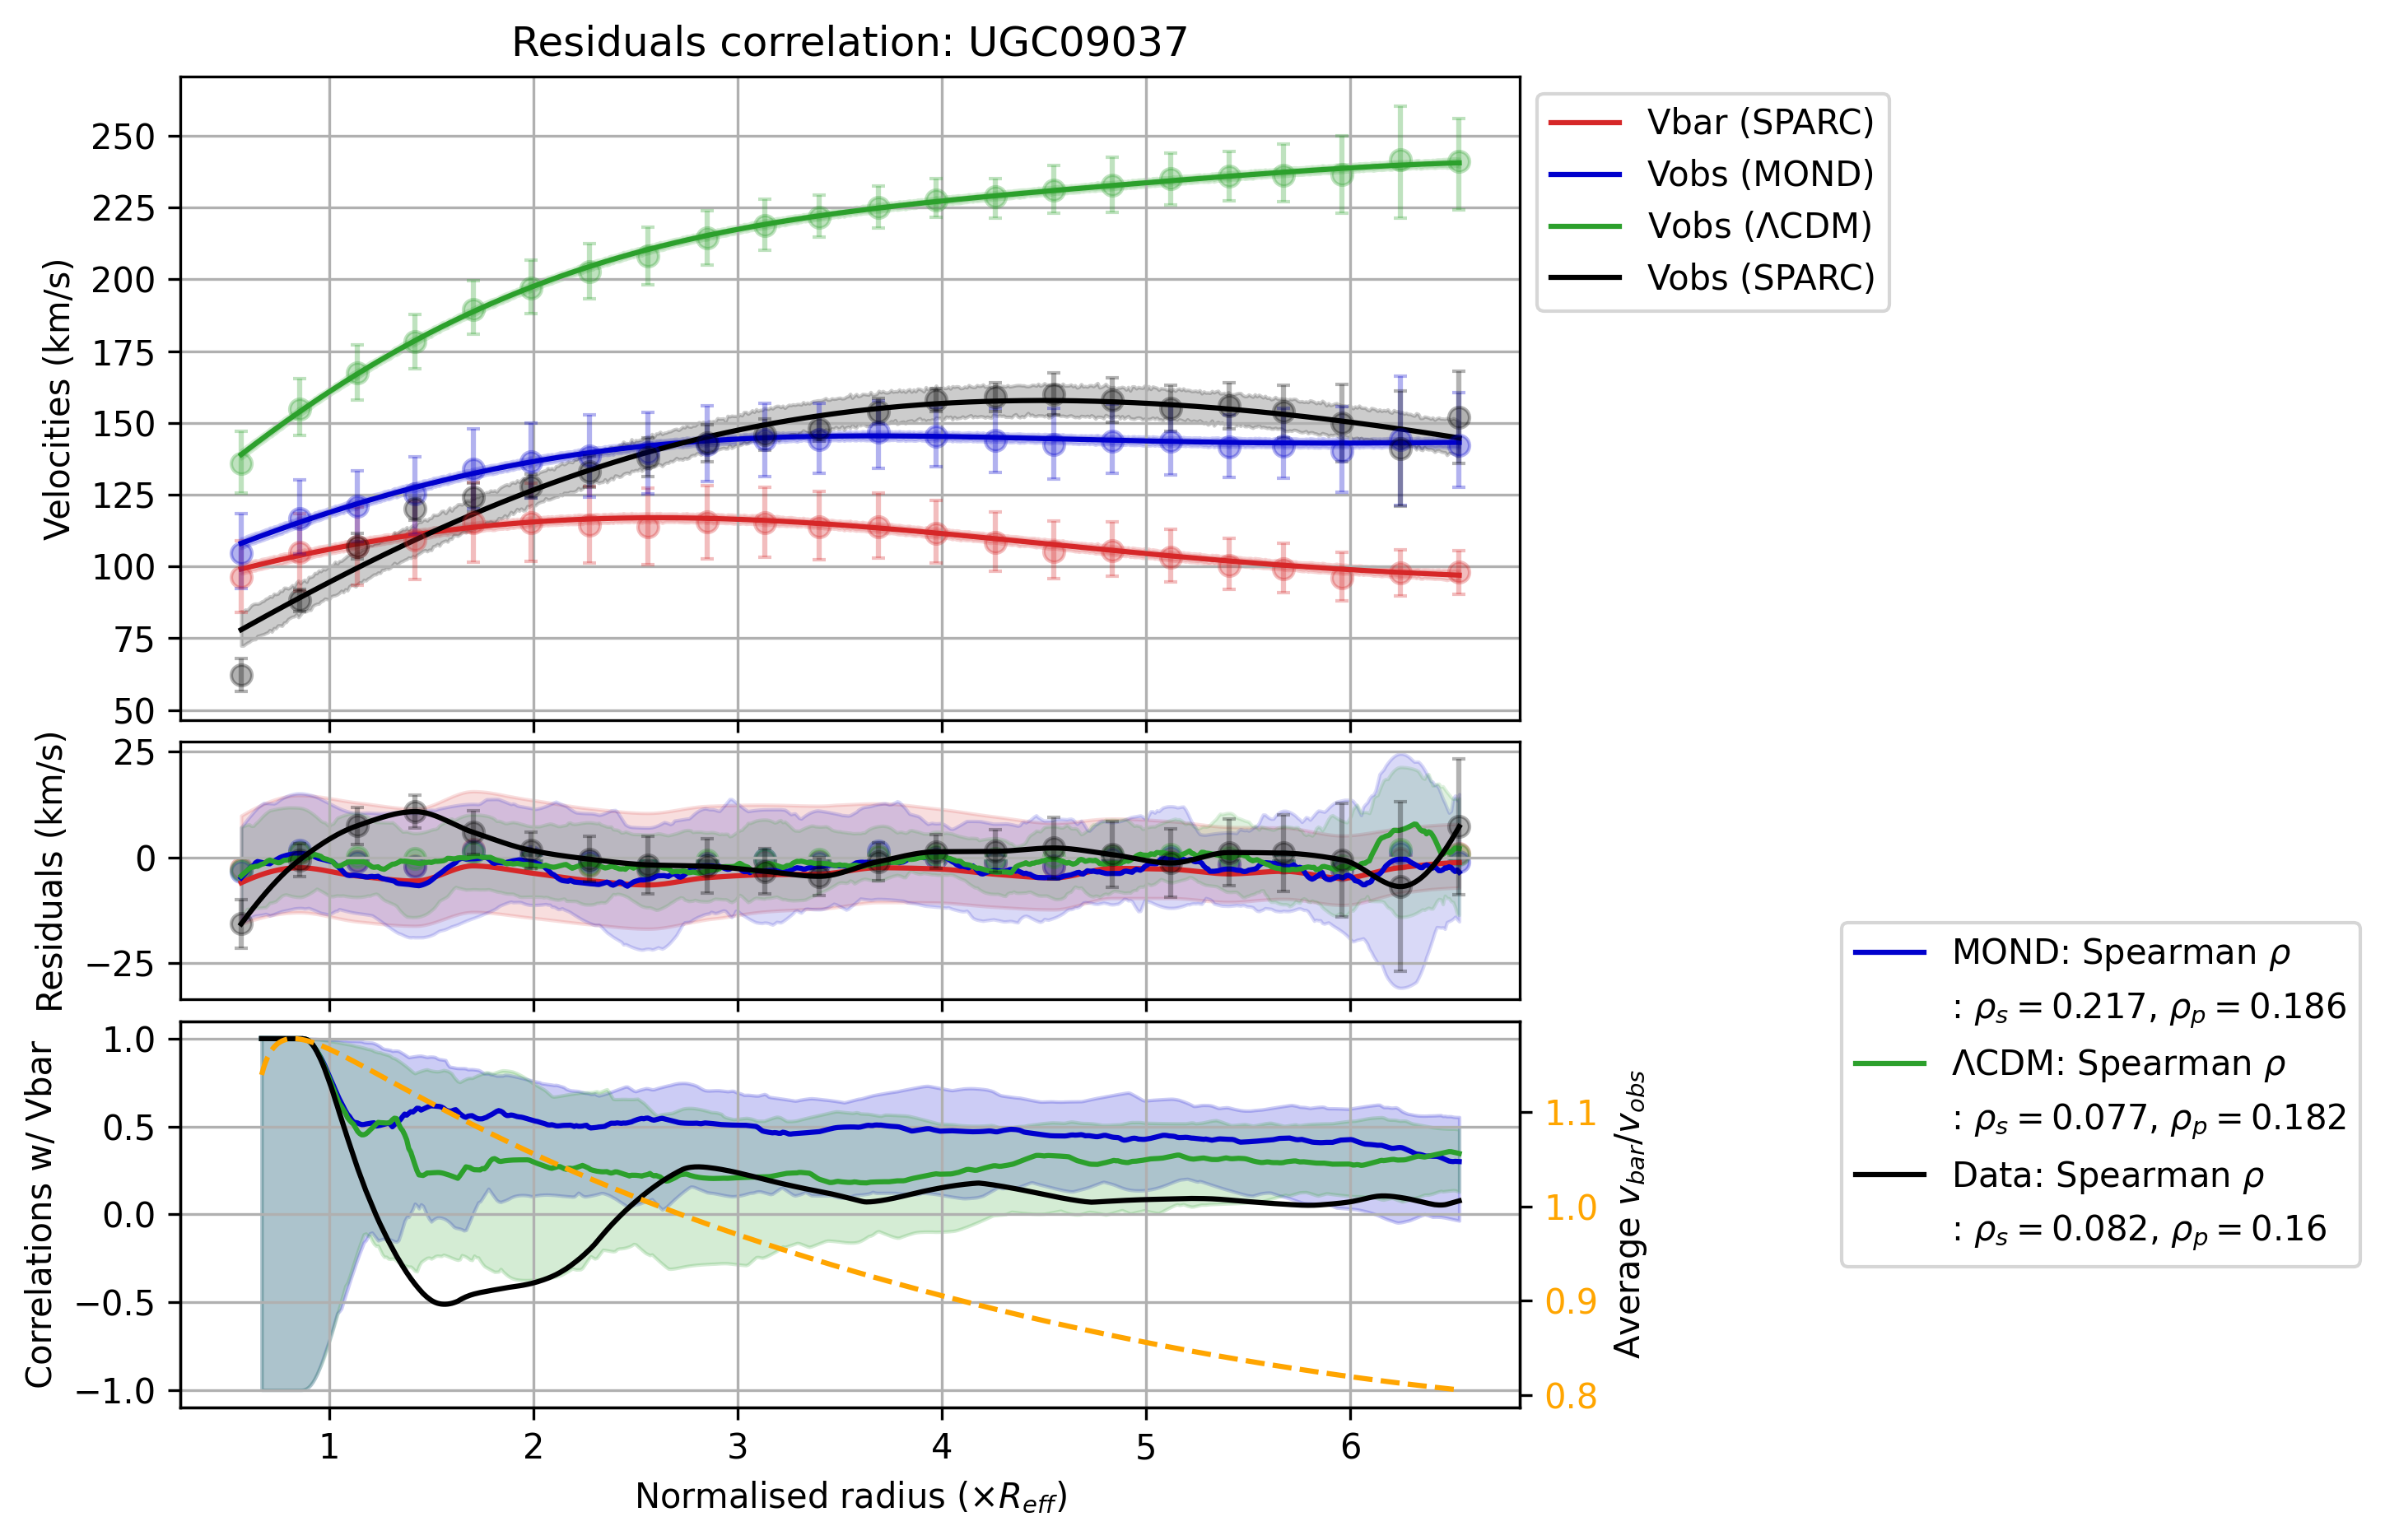 Residuals correlation: UGC09037
Velocities (km/s)
250
225
200
175
150
125
100
75
50
Vbar (SPARC)
Vobs (MOND)
Vobs (ΛCDM)
Vobs (SPARC)
Residuals (km/s)
25
0
−25
Correlations w/ Vbar
1.0
0.5
0.0
−0.5
−1.0
1.1
1.0
0.9
0.8
Average v_bar/v_obs
MOND: Spearman ρ
: ρ_s = 0.217, ρ_p = 0.186
ΛCDM: Spearman ρ
: ρ_s = 0.077, ρ_p = 0.182
Data: Spearman ρ
: ρ_s = 0.082, ρ_p = 0.16
1 2 3 4 5 6
Normalised radius (×R_eff)